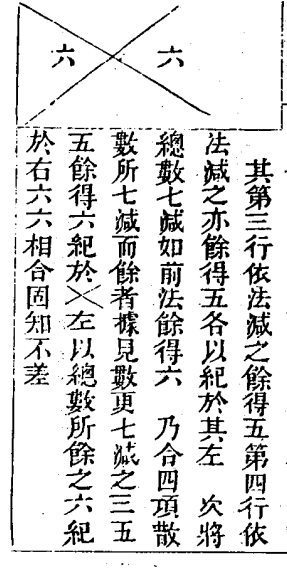 六
六
其第三行依法減之餘得五第四行依
法減之亦餘得五各以紀於其左 次將
總數七減如前法餘得六 乃合四項散
數所七減而餘者據見數更七減之三五
五餘得六紀於╳左以總數所餘之六紀
於右六六相合固知不差